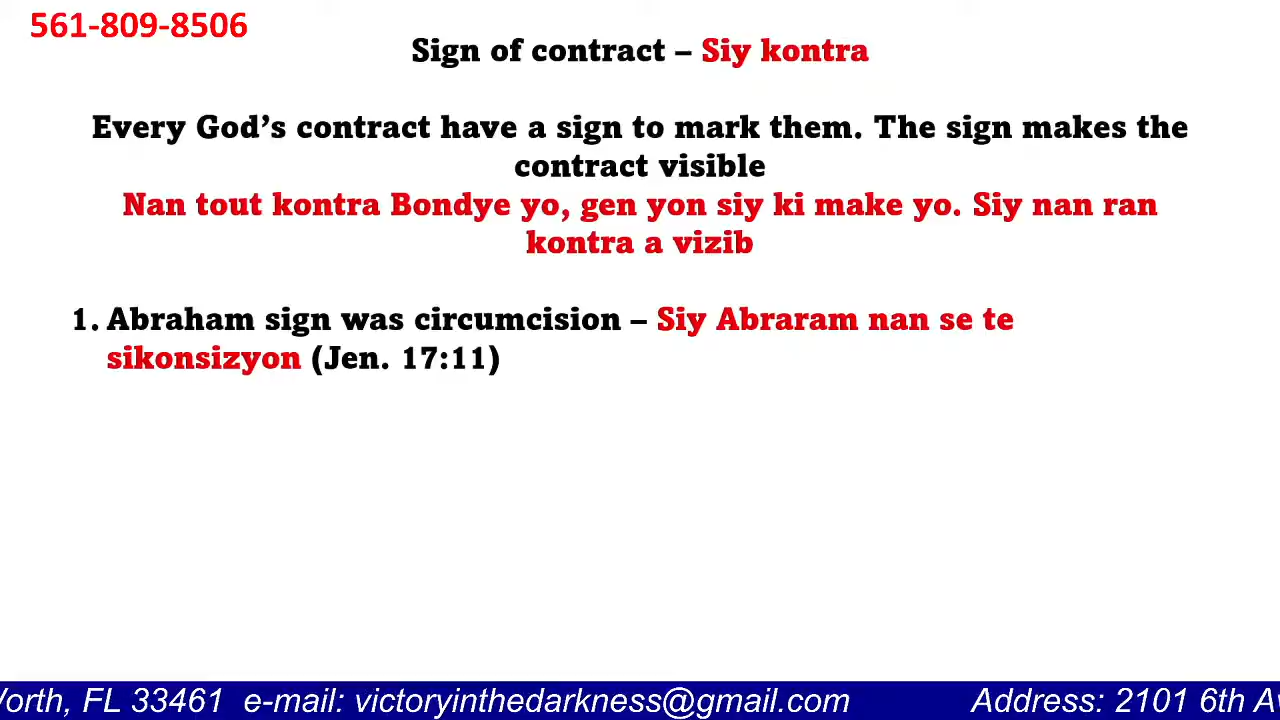 561-809-8506
Sign of contract – Siy kontra
Every God’s contract have a sign to mark them. The sign makes the
contract visible
Nan tout kontra Bondye yo, gen yon siy ki make yo. Siy nan ran
kontra a vizib
1. Abraham sign was circumcision – Siy Abraram nan se te
sikonsizyon (Jen. 17:11)
Worth, FL 33461 e-mail: victoryinthedarkness@gmail.com Address: 2101 6th